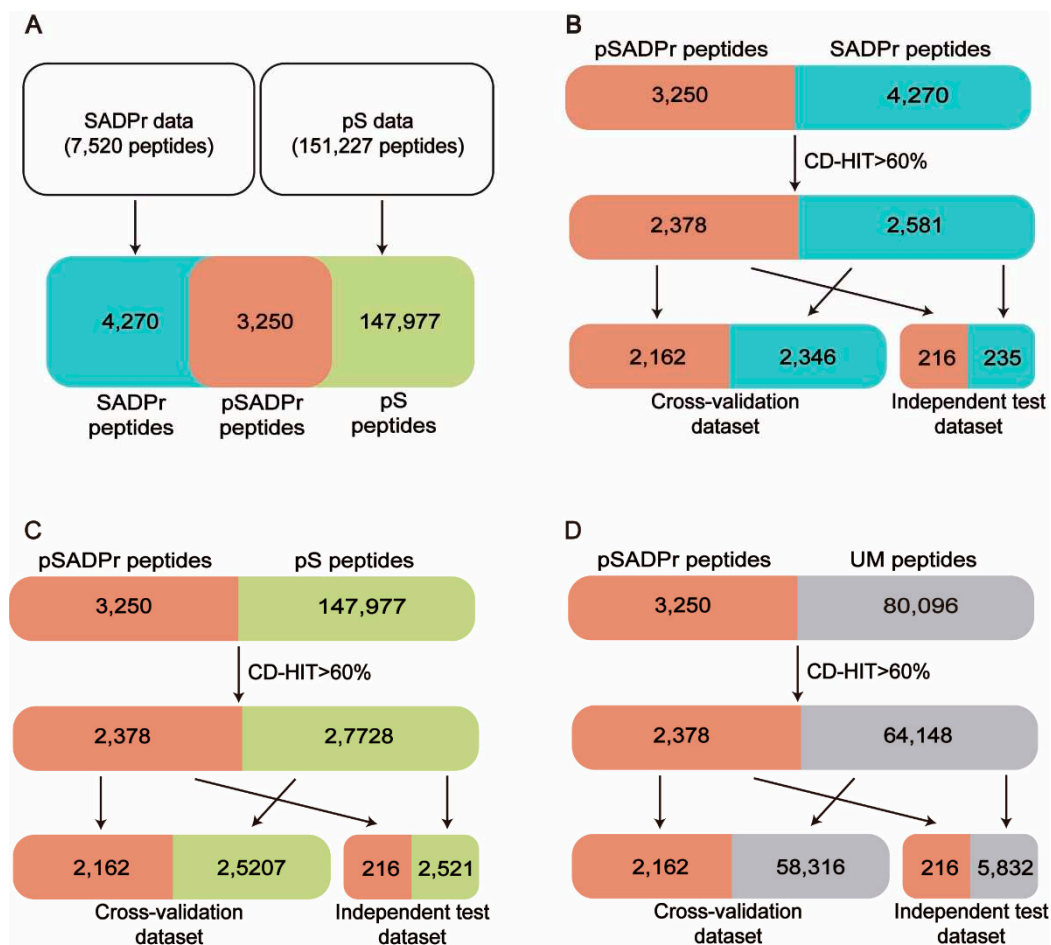 A
SADPr data
(7,520 peptides)
pS data
(151,227 peptides)
4,270
3,250
147,977
SADPr
peptides
pSADPr
peptides
pS
peptides
B
pSADPr peptides
SADPr peptides
3,250
4,270
CD-HIT>60%
2,378
2,581
2,162
2,346
216
235
Cross-validation
dataset
Independent test
dataset
C
pSADPr peptides
pS peptides
3,250
147,977
CD-HIT>60%
2,378
2,7728
2,162
2,5207
216
2,521
Cross-validation
dataset
Independent test
dataset
D
pSADPr peptides
UM peptides
3,250
80,096
CD-HIT>60%
2,378
64,148
2,162
58,316
216
5,832
Cross-validation
dataset
Independent test
dataset